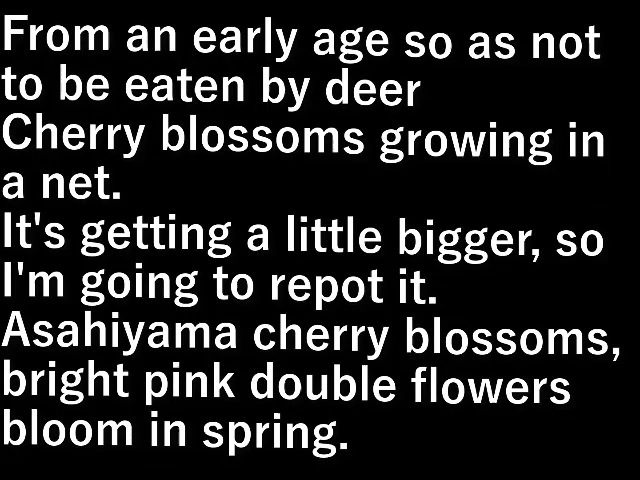 From an early age so as not
to be eaten by deer
Cherry blossoms growing in
a net.
It's getting a little bigger, so
I'm going to repot it.
Asahiyama cherry blossoms,
bright pink double flowers
bloom in spring.